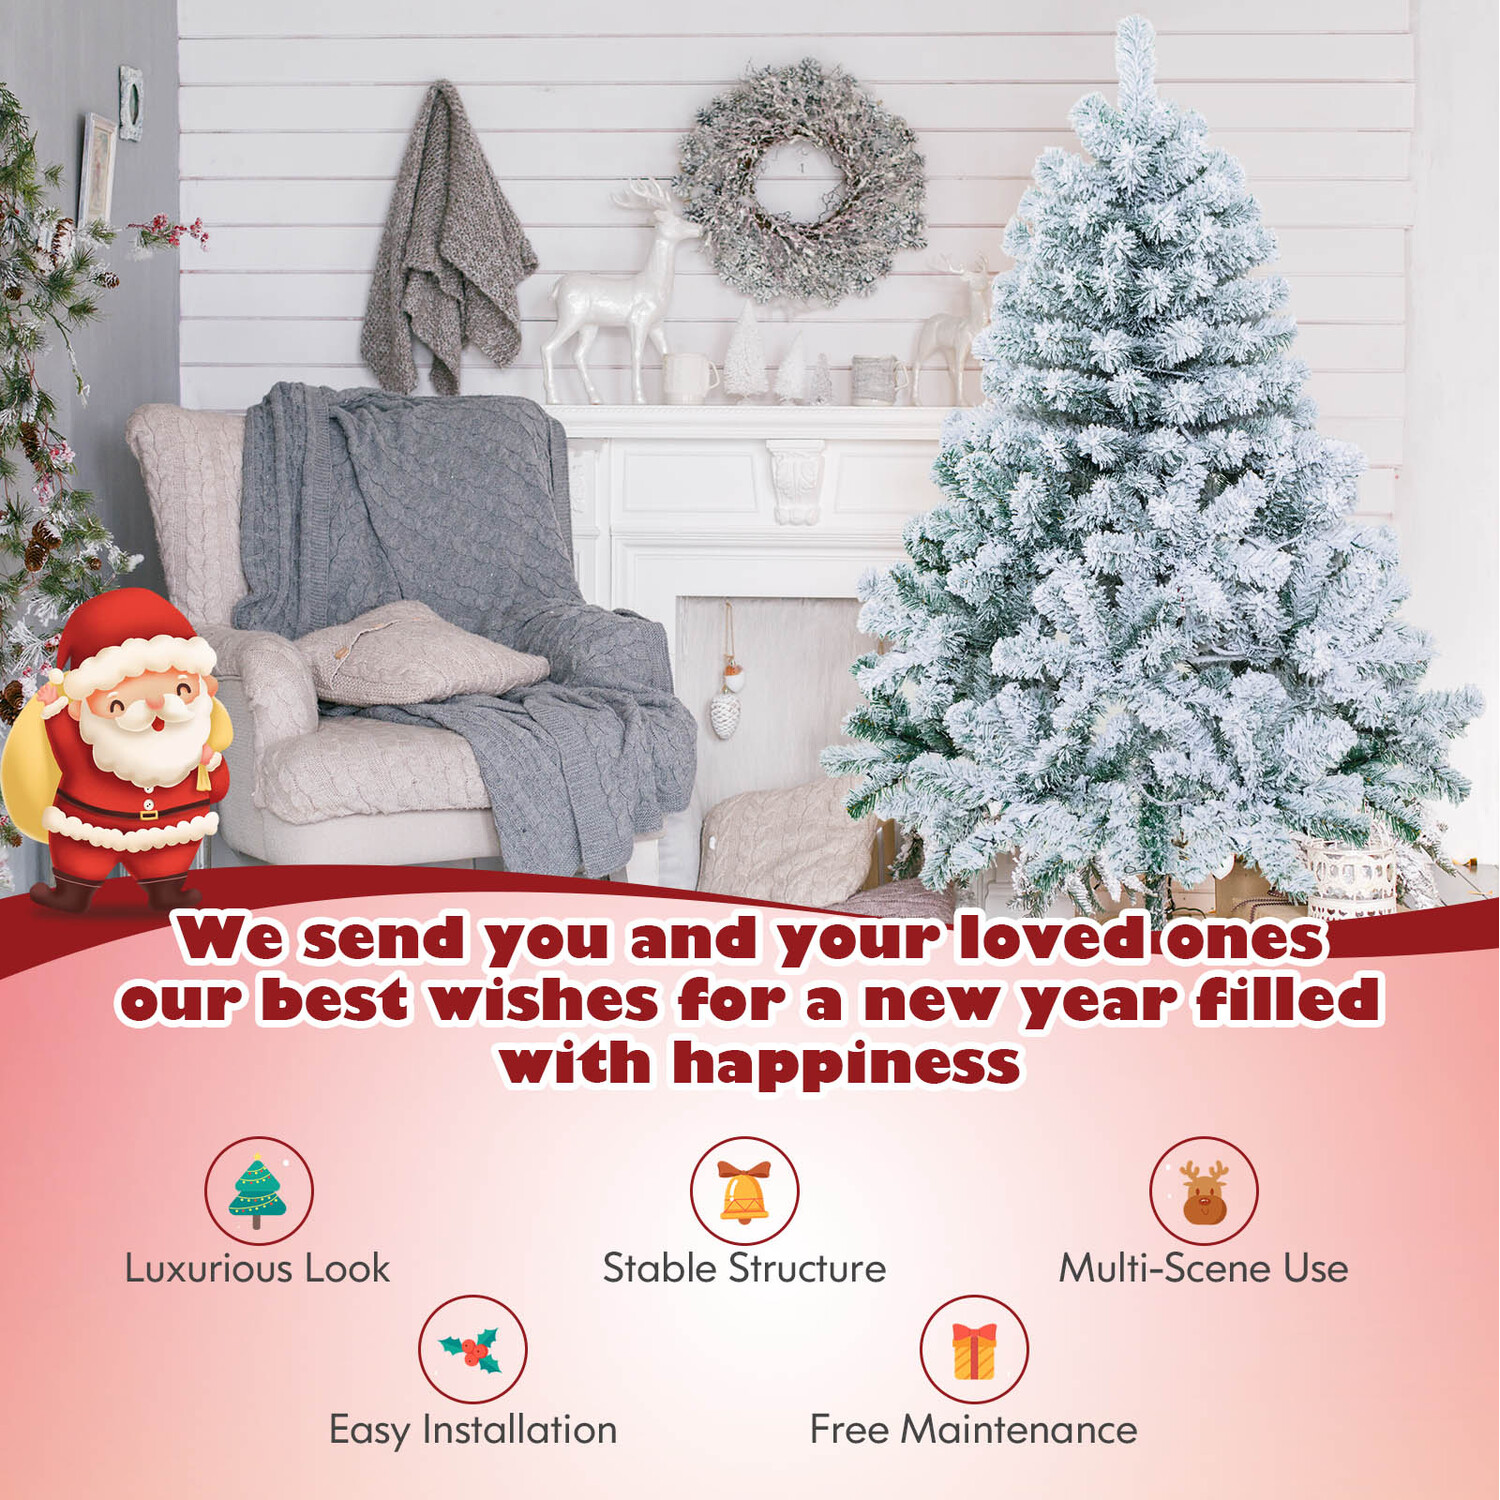 We send you and your loved ones
our best wishes for a new year filled
with happiness
Luxurious Look
Stable Structure
Multi-Scene Use
Easy Installation
Free Maintenance